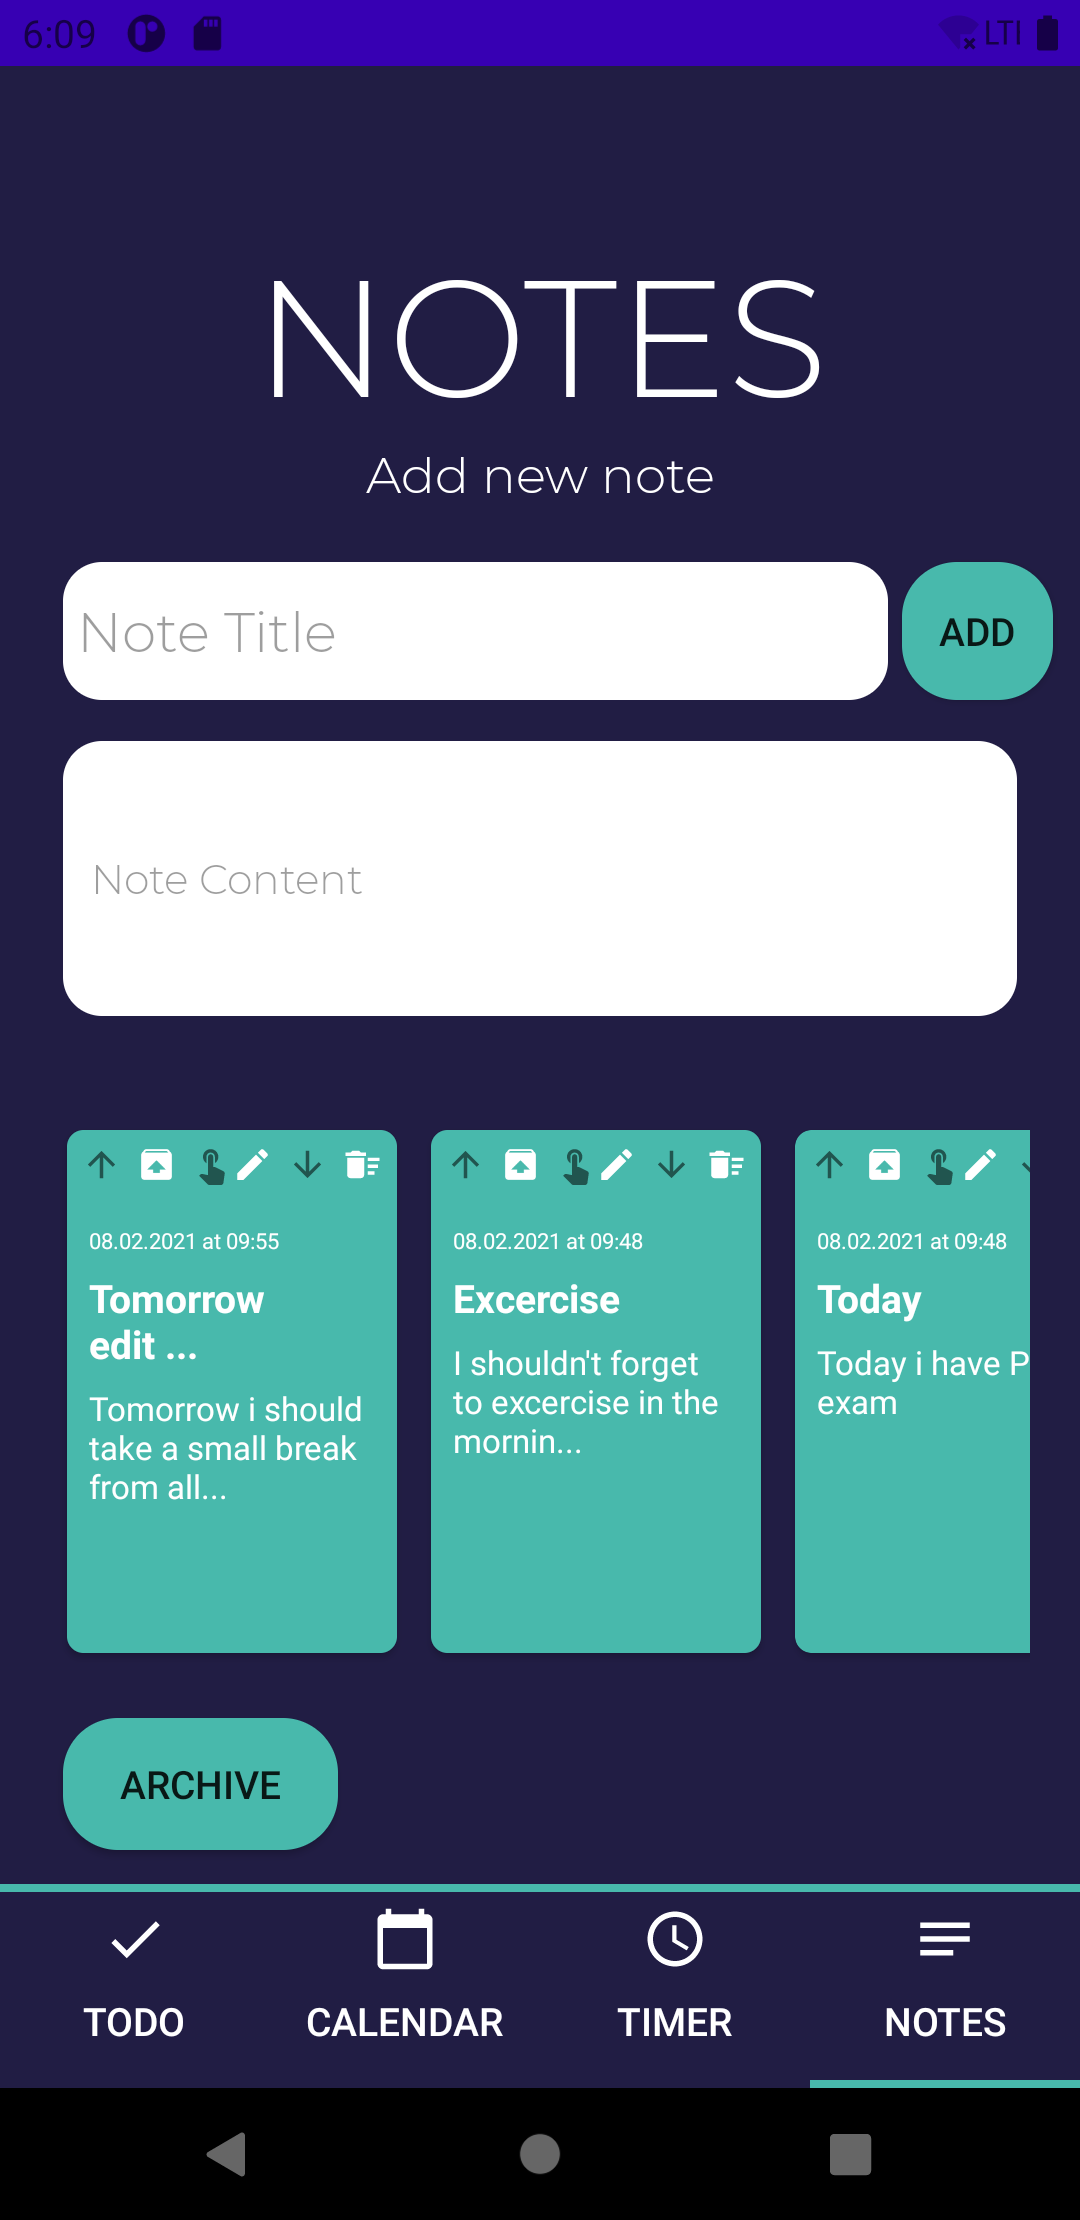 6:09
LTI
NOTES
Add new note
Note Title
ADD
Note Content
08.02.2021 at 09:55
Tomorrow
edit ...
Tomorrow i should
take a small break
from all...
08.02.2021 at 09:48
Excercise
I shouldn't forget
to excercise in the
mornin...
08.02.2021 at 09:48
Today
Today i have P
exam
ARCHIVE
TODO
CALENDAR
TIMER
NOTES